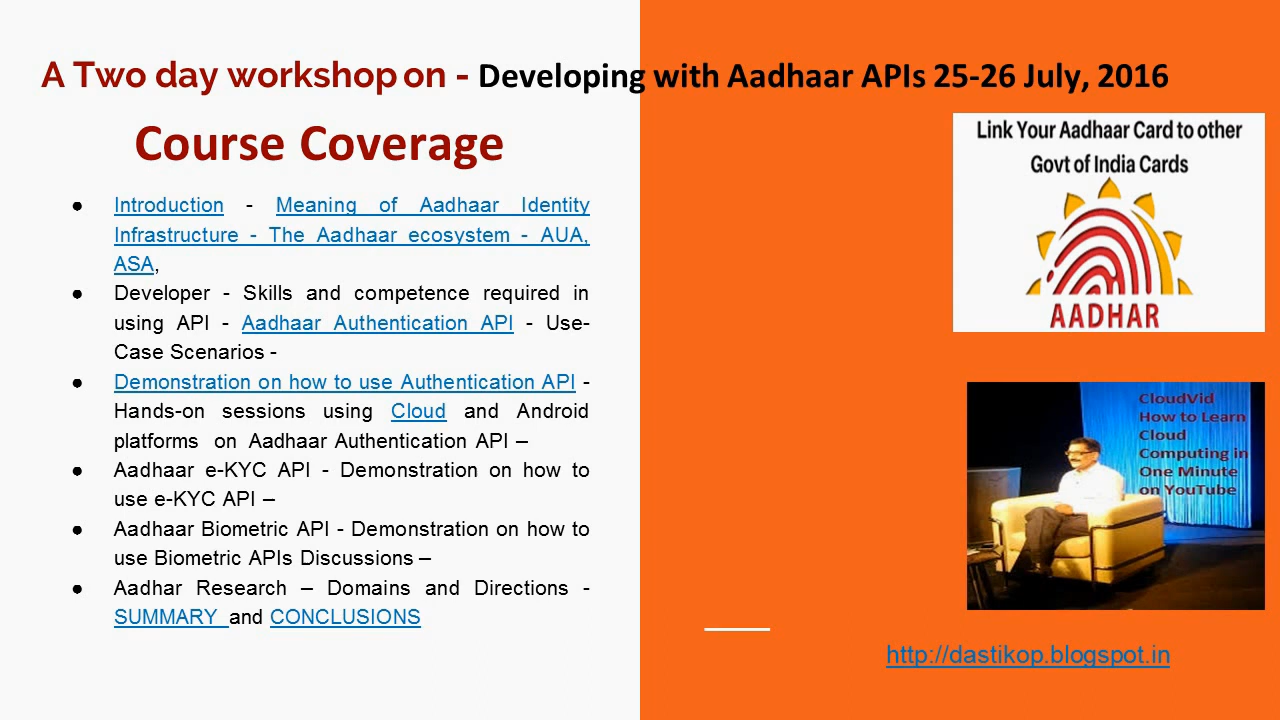 A Two day workshop on - Developing with Aadhaar APIs 25-26 July, 2016
Course Coverage
● Introduction - Meaning of Aadhaar Identity
Infrastructure - The Aadhaar ecosystem - AUA,
ASA,
● Developer - Skills and competence required in
using API - Aadhaar Authentication API - Use-
Case Scenarios -
● Demonstration on how to use Authentication API -
Hands-on sessions using Cloud and Android
platforms on Aadhaar Authentication API –
● Aadhaar e-KYC API - Demonstration on how to
use e-KYC API –
● Aadhaar Biometric API - Demonstration on how to
use Biometric APIs Discussions –
● Aadhar Research – Domains and Directions -
SUMMARY and CONCLUSIONS
Link Your Aadhaar Card to other
Govt of India Cards
AADHAR
CloudVid
How to Learn
Cloud
Computing in
One Minute
on YouTube
http://dastikop.blogspot.in